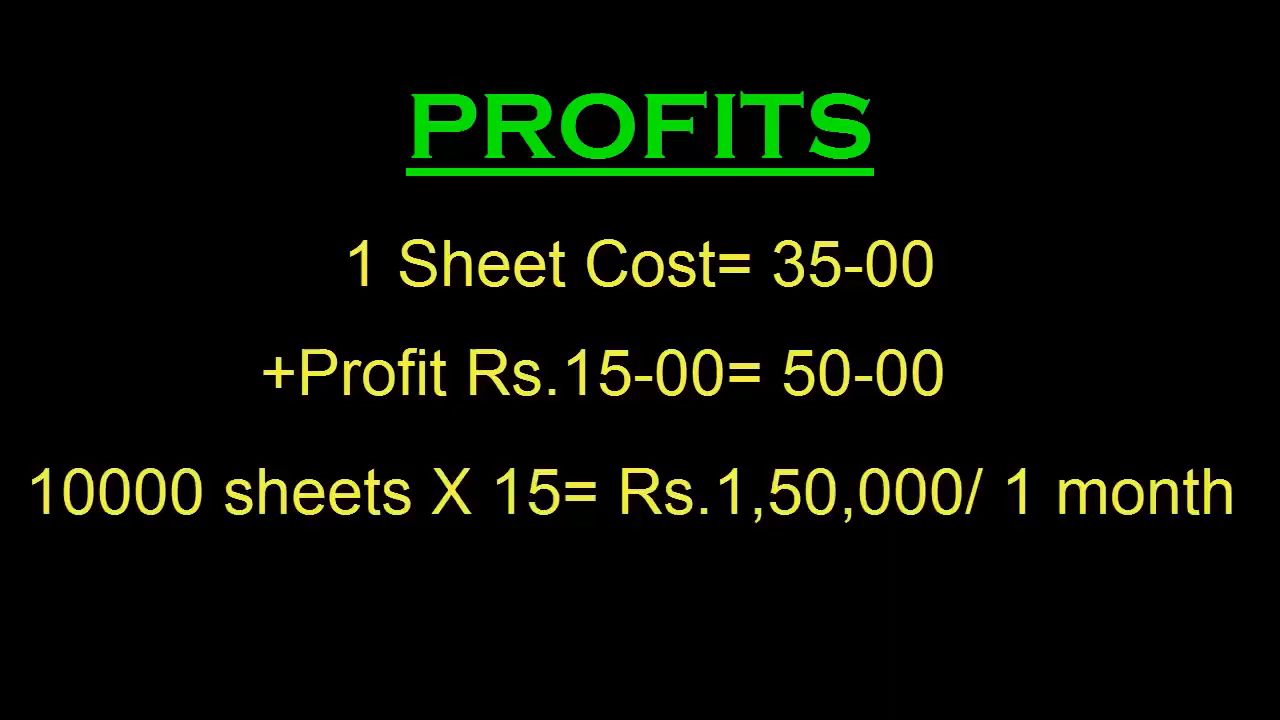 PROFITS
1 Sheet Cost= 35-00
+Profit Rs.15-00= 50-00
10000 sheets X 15= Rs.1,50,000/ 1 month